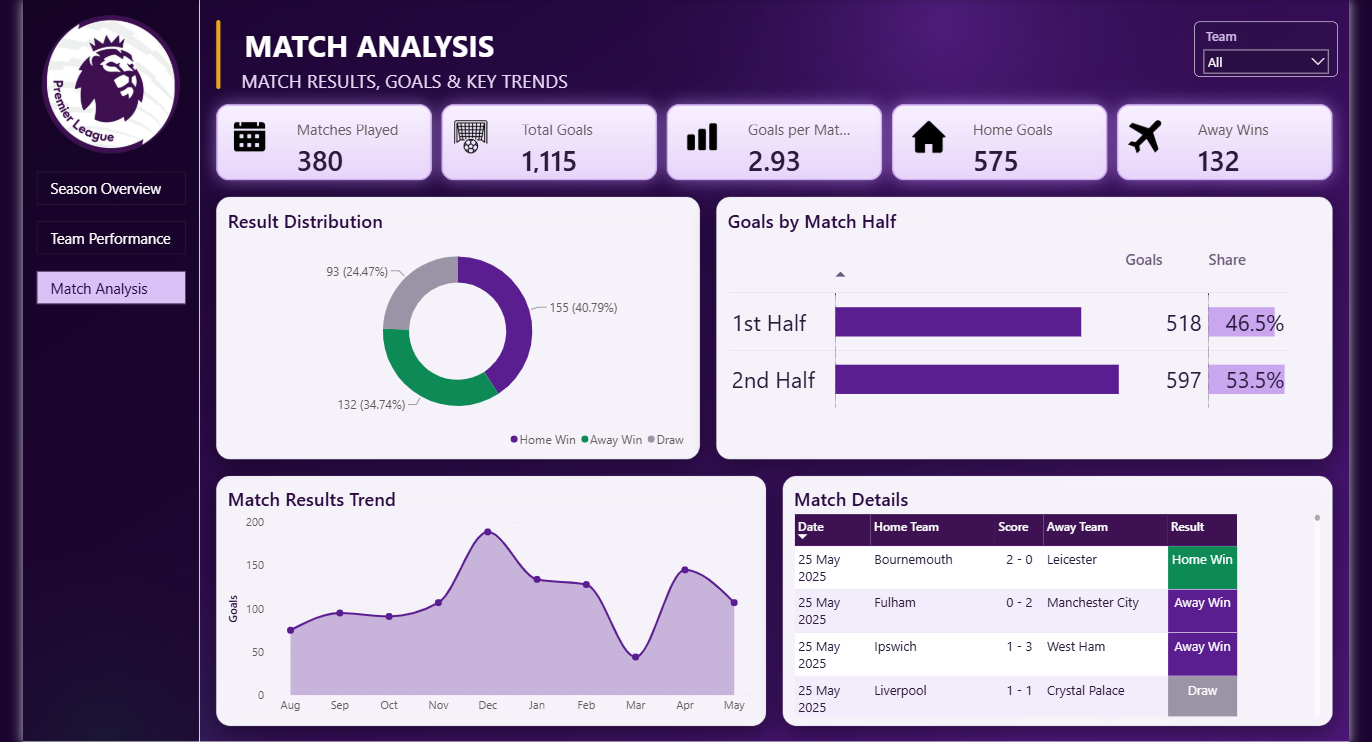 Premier League
Season Overview
Team Performance
Match Analysis
MATCH ANALYSIS
MATCH RESULTS, GOALS & KEY TRENDS
Team
All
Matches Played
380
Total Goals
1,115
Goals per Mat...
2.93
Home Goals
575
Away Wins
132
Result Distribution
93 (24.47%)
155 (40.79%)
132 (34.74%)
Home Win Away Win Draw
Goals by Match Half
Goals Share
1st Half 518 46.5%
2nd Half 597 53.5%
Match Results Trend
Goals
200
150
100
50
0
Aug Sep Oct Nov Dec Jan Feb Mar Apr May
Match Details
Date Home Team Score Away Team Result
25 May 2025 Bournemouth 2 - 0 Leicester Home Win
25 May 2025 Fulham 0 - 2 Manchester City Away Win
25 May 2025 Ipswich 1 - 3 West Ham Away Win
25 May 2025 Liverpool 1 - 1 Crystal Palace Draw